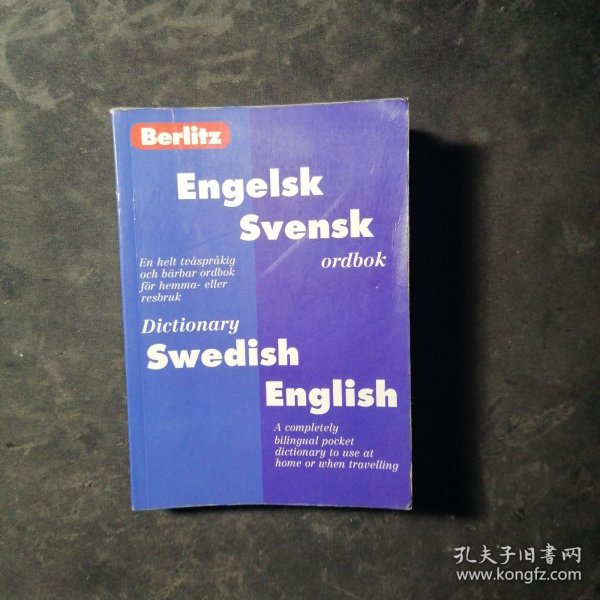 Berlitz
Engelsk
Svensk
ordbok
En helt tvåspråkig
och bärbar ordbok
för hemma- eller
resbruk
Dictionary
Swedish
English
A completely
bilingual pocket
dictionary to use at
home or when travelling
孔夫子旧书网
www.kongfz.com